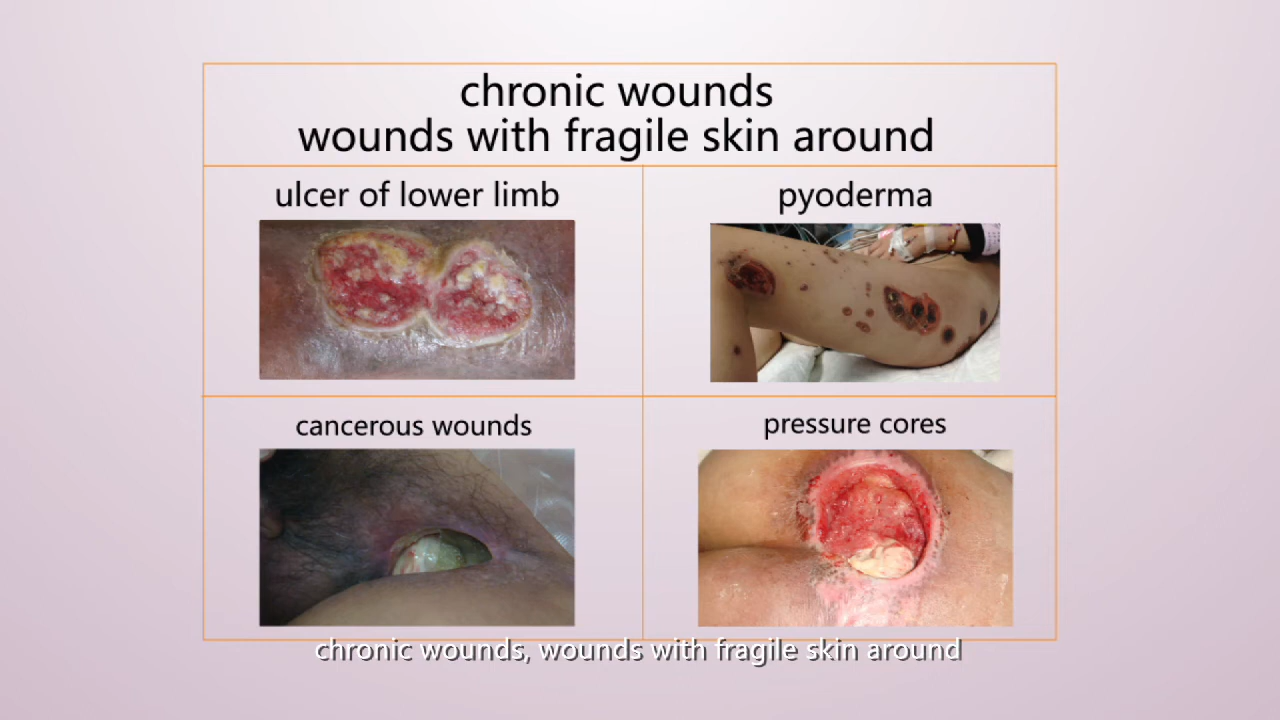 chronic wounds
wounds with fragile skin around
ulcer of lower limb
pyoderma
cancerous wounds
pressure cores
chronic wounds, wounds with fragile skin around